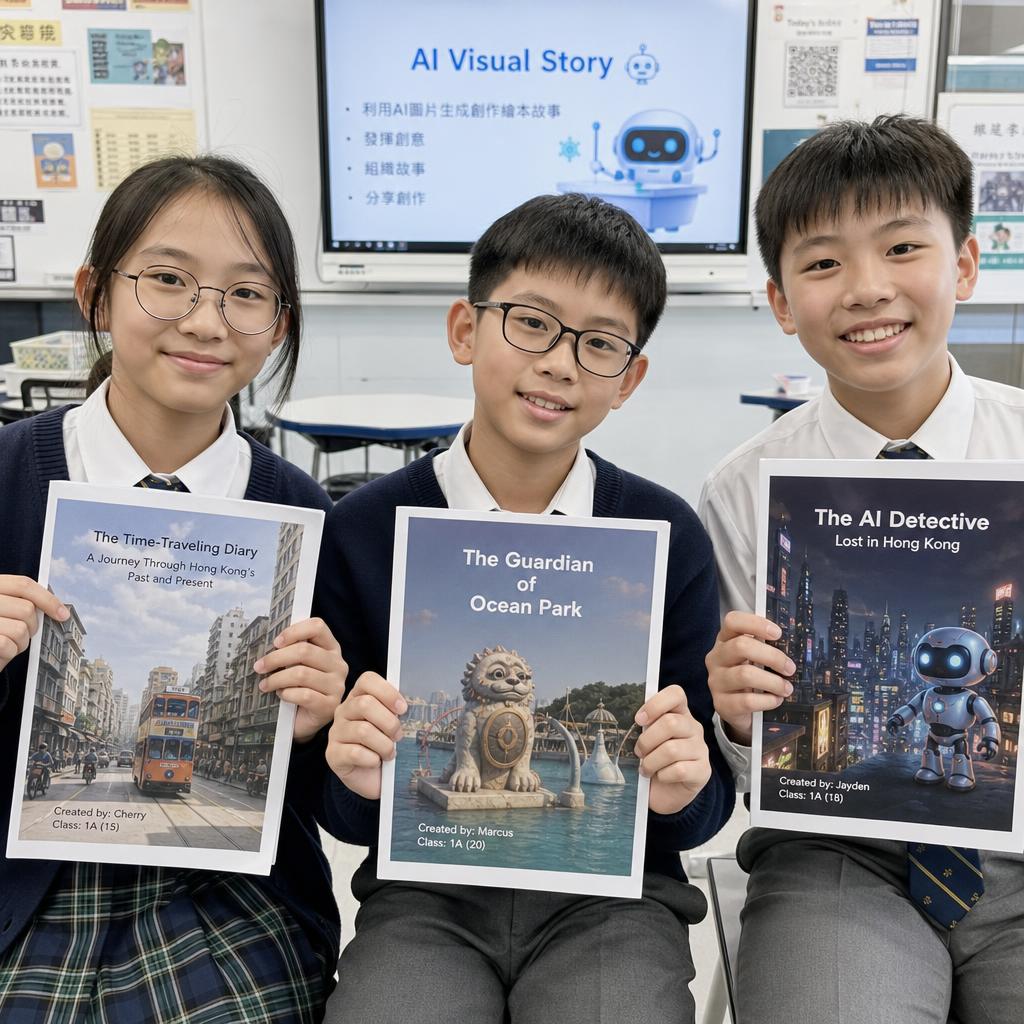 AI Visual Story
• 利用AI圖片生成創作繪本故事
• 發揮創意
• 組織故事
• 分享創作
The Time-Traveling Diary
A Journey Through Hong Kong's
Past and Present
Created by: Cherry
Class: 1A (15)
The Guardian
of
Ocean Park
Created by: Marcus
Class: 1A (20)
The AI Detective
Lost in Hong Kong
Created by: Jayden
Class: 1A (18)